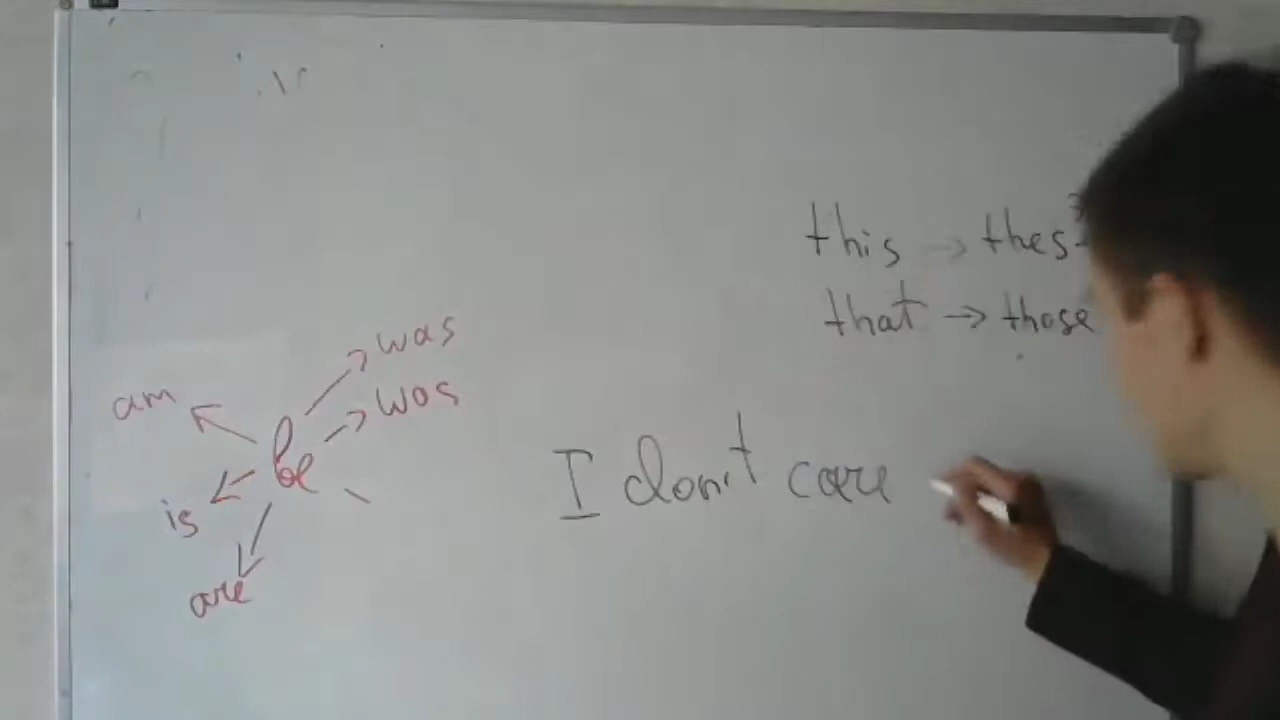 this → thes
that → those
was
was
am
be
I don't care
is
are